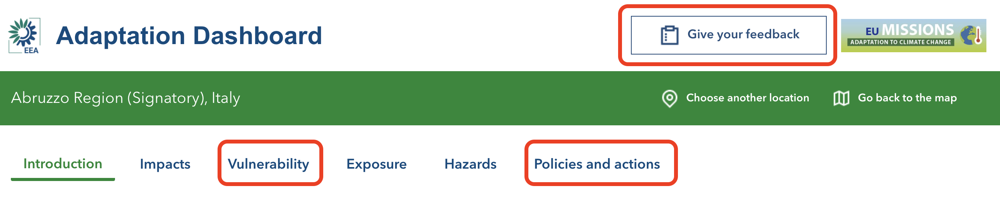 EEA
Adaptation Dashboard
Give your feedback
EU MISSIONS
ADAPTATION TO CLIMATE CHANGE
Abruzzo Region (Signatory), Italy
Choose another location
Go back to the map
Introduction
Impacts
Vulnerability
Exposure
Hazards
Policies and actions